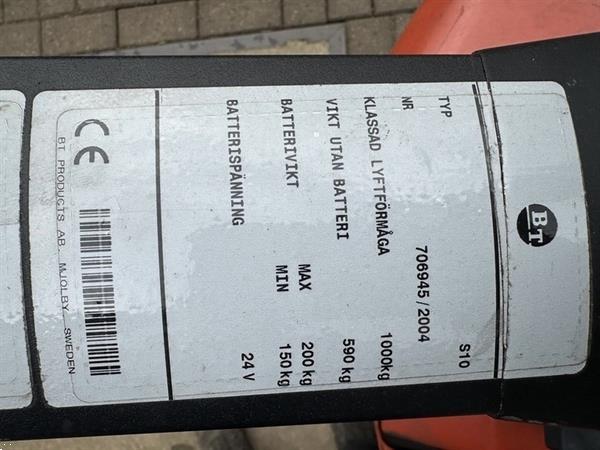 BT
TYP S10
NR 706945/2004
KLASSAD LYFTFÖRMÅGA 1000kg
VIKT UTAN BATTERI 590 kg
BATTERIVIKT MAX 200 kg
MIN 150 kg
BATTERISPÄNNING 24 V
CE
BT PRODUCTS AB, MJÖLBY, SWEDEN